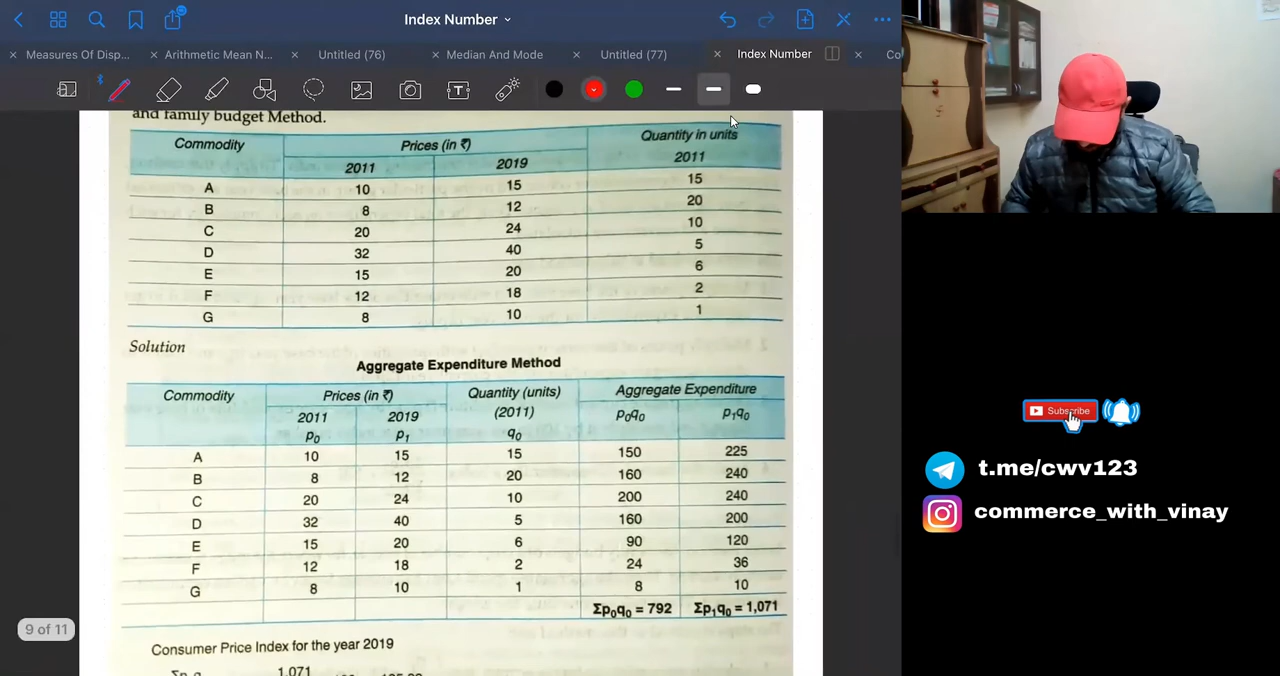 Index Number
Measures Of Disp...
Arithmetic Mean N...
Untitled (76)
Median And Mode
Untitled (77)
Index Number
Co
and family budget Method.
Commodity Prices (in ₹) Quantity in units
2011 2019 2011
A 10 15 15
B 8 12 20
C 20 24 10
D 32 40 5
E 15 20 6
F 12 18 2
G 8 10 1
Solution
Aggregate Expenditure Method
Commodity Prices (in ₹) Quantity (units) Aggregate Expenditure
2011 2019 (2011) p₀q₀ p₁q₀
p₀ p₁ q₀
A 10 15 15 150 225
B 8 12 20 160 240
C 20 24 10 200 240
D 32 40 5 160 200
E 15 20 6 90 120
F 12 18 2 24 36
G 8 10 1 8 10
Σp₀q₀ = 792 Σp₁q₀ = 1,071
Consumer Price Index for the year 2019
1,071
9 of 11
Subscribe
t.me/cwv123
commerce_with_vinay